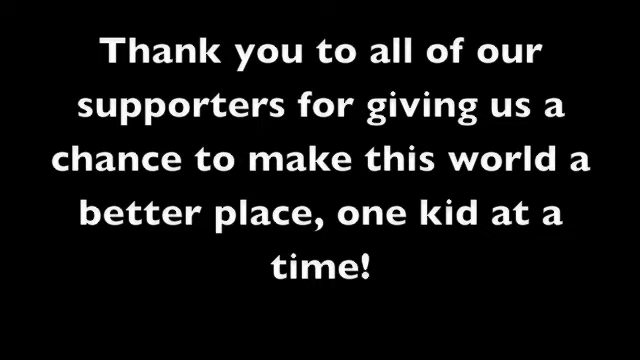 Thank you to all of our
supporters for giving us a
chance to make this world a
better place, one kid at a
time!